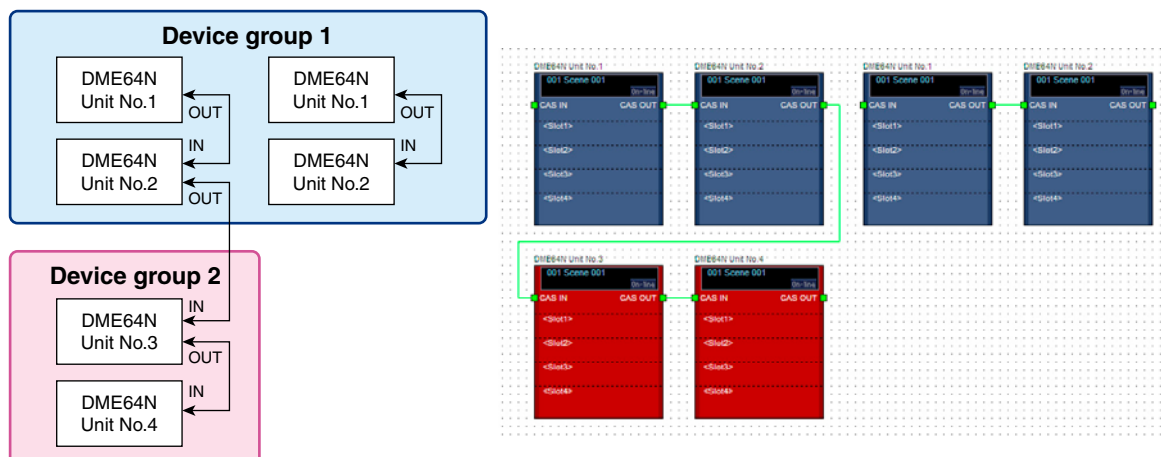 Device group 1
DME64N
Unit No.1
OUT
IN
DME64N
Unit No.2
OUT
DME64N
Unit No.1
OUT
IN
DME64N
Unit No.2
Device group 2
IN
DME64N
Unit No.3
OUT
IN
DME64N
Unit No.4
DME64N Unit No.1
001 Scene 001
On-line
CAS IN CAS OUT
<Slot1>
<Slot2>
<Slot3>
<Slot4>
DME64N Unit No.2
001 Scene 001
On-line
CAS IN CAS OUT
<Slot1>
<Slot2>
<Slot3>
<Slot4>
DME64N Unit No.1
001 Scene 001
On-line
CAS IN CAS OUT
<Slot1>
<Slot2>
<Slot3>
<Slot4>
DME64N Unit No.2
001 Scene 001
On-line
CAS IN CAS OUT
<Slot1>
<Slot2>
<Slot3>
<Slot4>
DME64N Unit No.3
001 Scene 001
On-line
CAS IN CAS OUT
<Slot1>
<Slot2>
<Slot3>
<Slot4>
DME64N Unit No.4
001 Scene 001
On-line
CAS IN CAS OUT
<Slot1>
<Slot2>
<Slot3>
<Slot4>